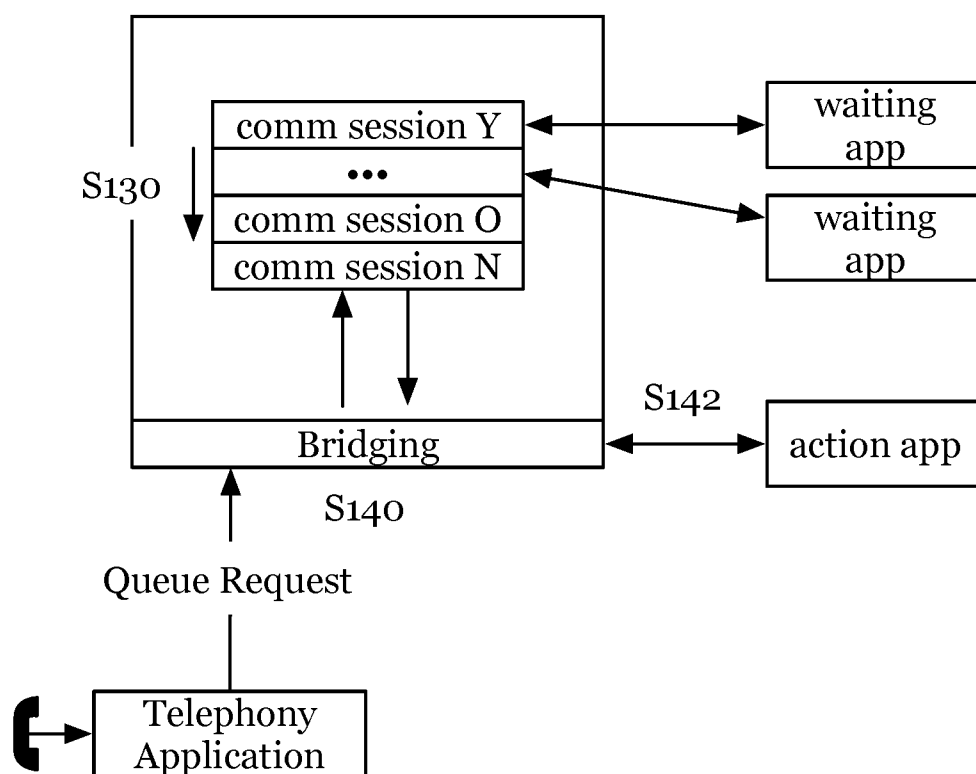 comm session Y
•••
comm session O
comm session N
S130
waiting
app
waiting
app
S142
action app
Bridging
S140
Queue Request
Telephony
Application